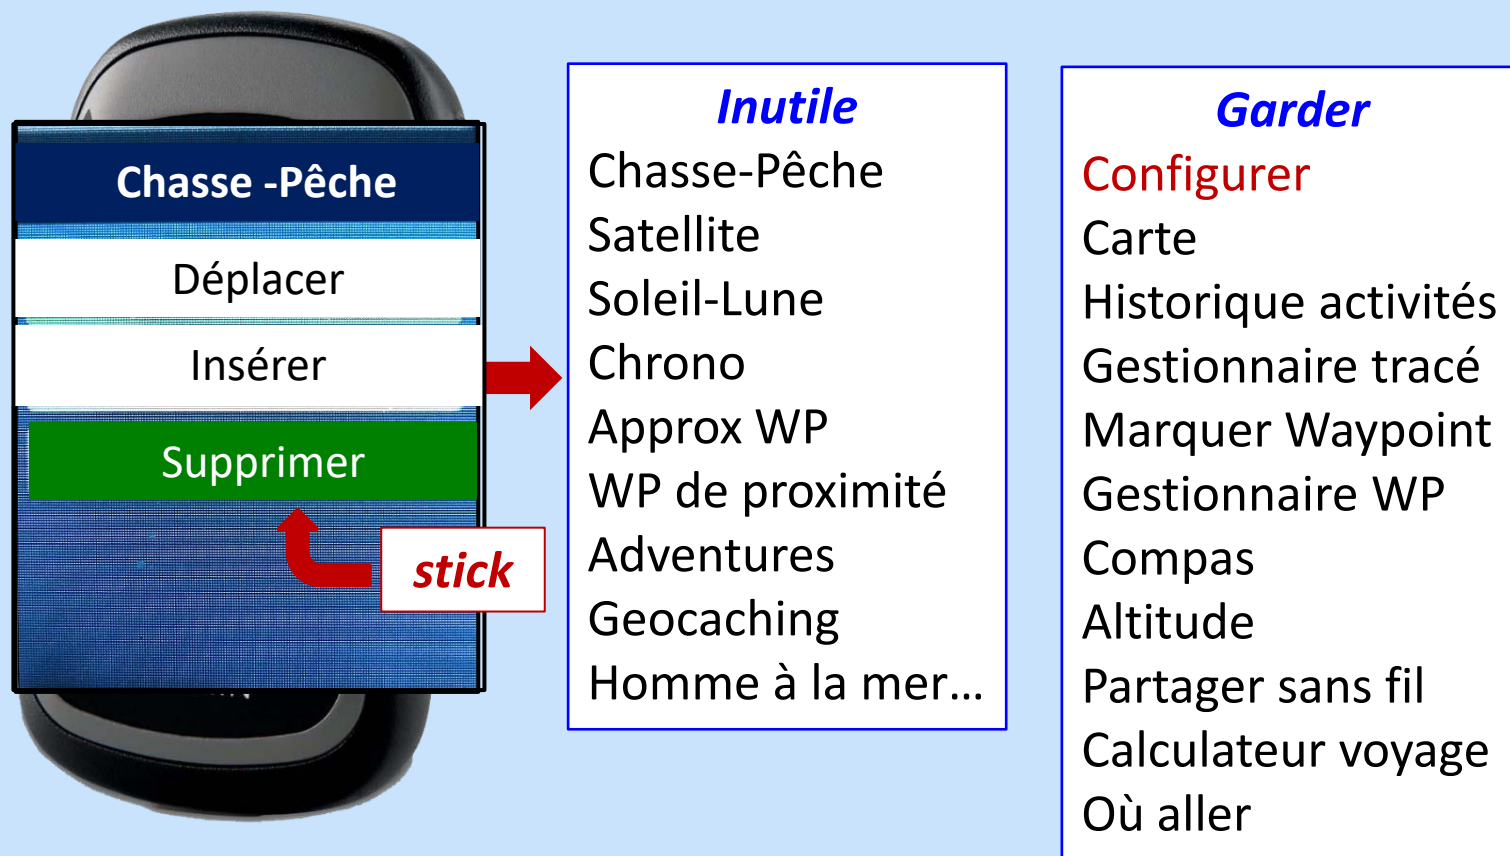 Chasse -Pêche
Déplacer
Insérer
Supprimer
stick
Inutile
Chasse-Pêche
Satellite
Soleil-Lune
Chrono
Approx WP
WP de proximité
Adventures
Geocaching
Homme à la mer...
Garder
Configurer
Carte
Historique activités
Gestionnaire tracé
Marquer Waypoint
Gestionnaire WP
Compas
Altitude
Partager sans fil
Calculateur voyage
Où aller